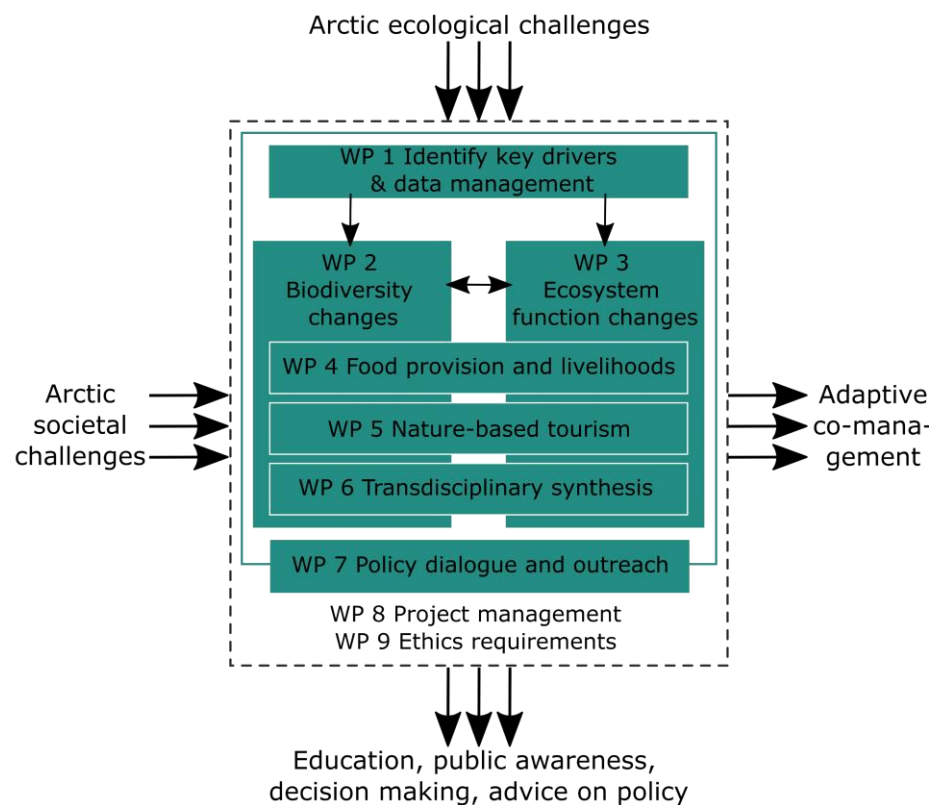 Arctic ecological challenges
WP 1 Identify key drivers
& data management
WP 2
Biodiversity
changes
WP 3
Ecosystem
function changes
WP 4 Food provision and livelihoods
WP 5 Nature-based tourism
WP 6 Transdisciplinary synthesis
WP 7 Policy dialogue and outreach
WP 8 Project management
WP 9 Ethics requirements
Arctic
societal
challenges
Adaptive
co-mana-
gement
Education, public awareness,
decision making, advice on policy